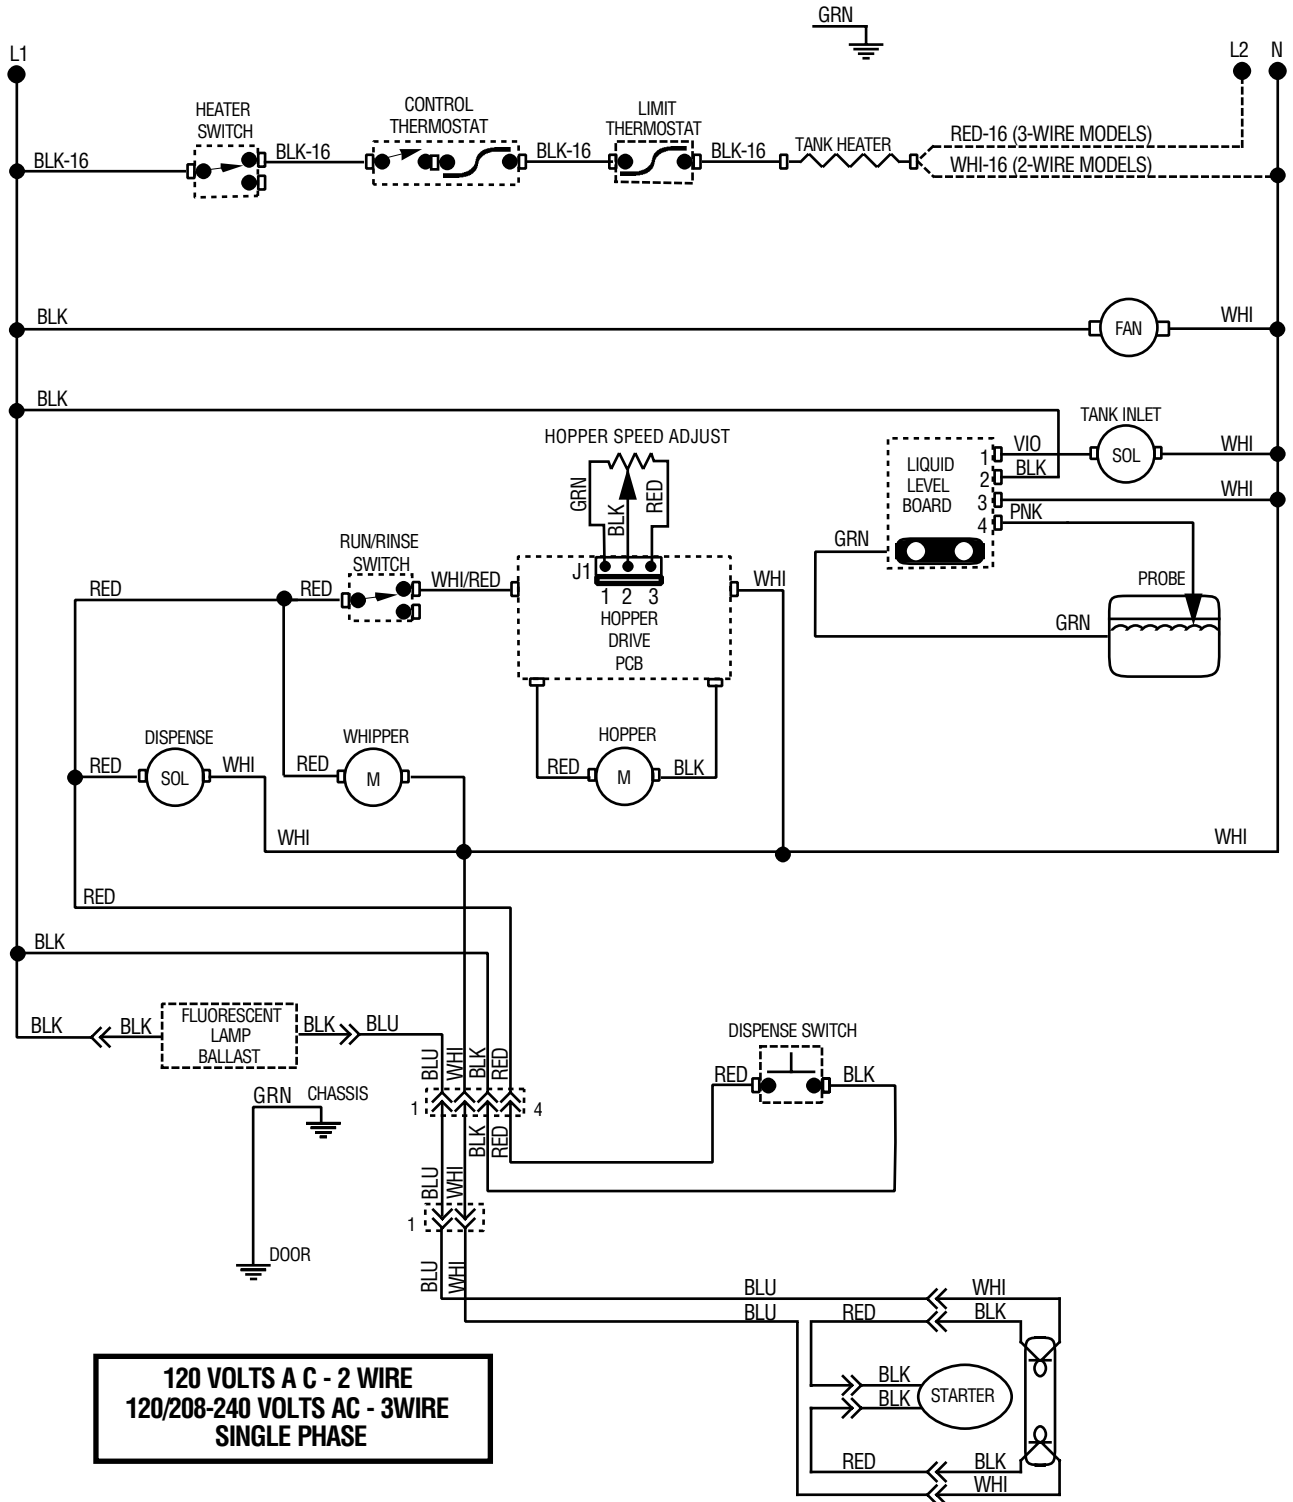 GRN
L1
L2 N
HEATER
SWITCH
CONTROL
THERMOSTAT
LIMIT
THERMOSTAT
TANK HEATER
BLK-16
BLK-16
BLK-16
BLK-16
RED-16 (3-WIRE MODELS)
WHI-16 (2-WIRE MODELS)
BLK
FAN
WHI
BLK
HOPPER SPEED ADJUST
GRN
BLK
RED
LIQUID
LEVEL
BOARD
1
2
3
4
VIO
BLK
PNK
TANK INLET
SOL
WHI
WHI
GRN
GRN
PROBE
RUN/RINSE
SWITCH
RED
RED
WHI/RED
J1
1 2 3
HOPPER
DRIVE
PCB
WHI
DISPENSE
RED
SOL
WHI
WHIPPER
RED
M
HOPPER
RED
M
BLK
WHI
WHI
RED
BLK
BLK
BLK
FLUORESCENT
LAMP
BALLAST
BLK
BLU
BLU
WHI
BLK
RED
1
4
BLK
RED
BLU
WHI
1
BLU
WHI
DISPENSE SWITCH
RED
BLK
GRN
CHASSIS
DOOR
BLU
WHI
BLU
RED
BLK
BLK
BLK
STARTER
RED
BLK
WHI
120 VOLTS A C - 2 WIRE
120/208-240 VOLTS AC - 3WIRE
SINGLE PHASE